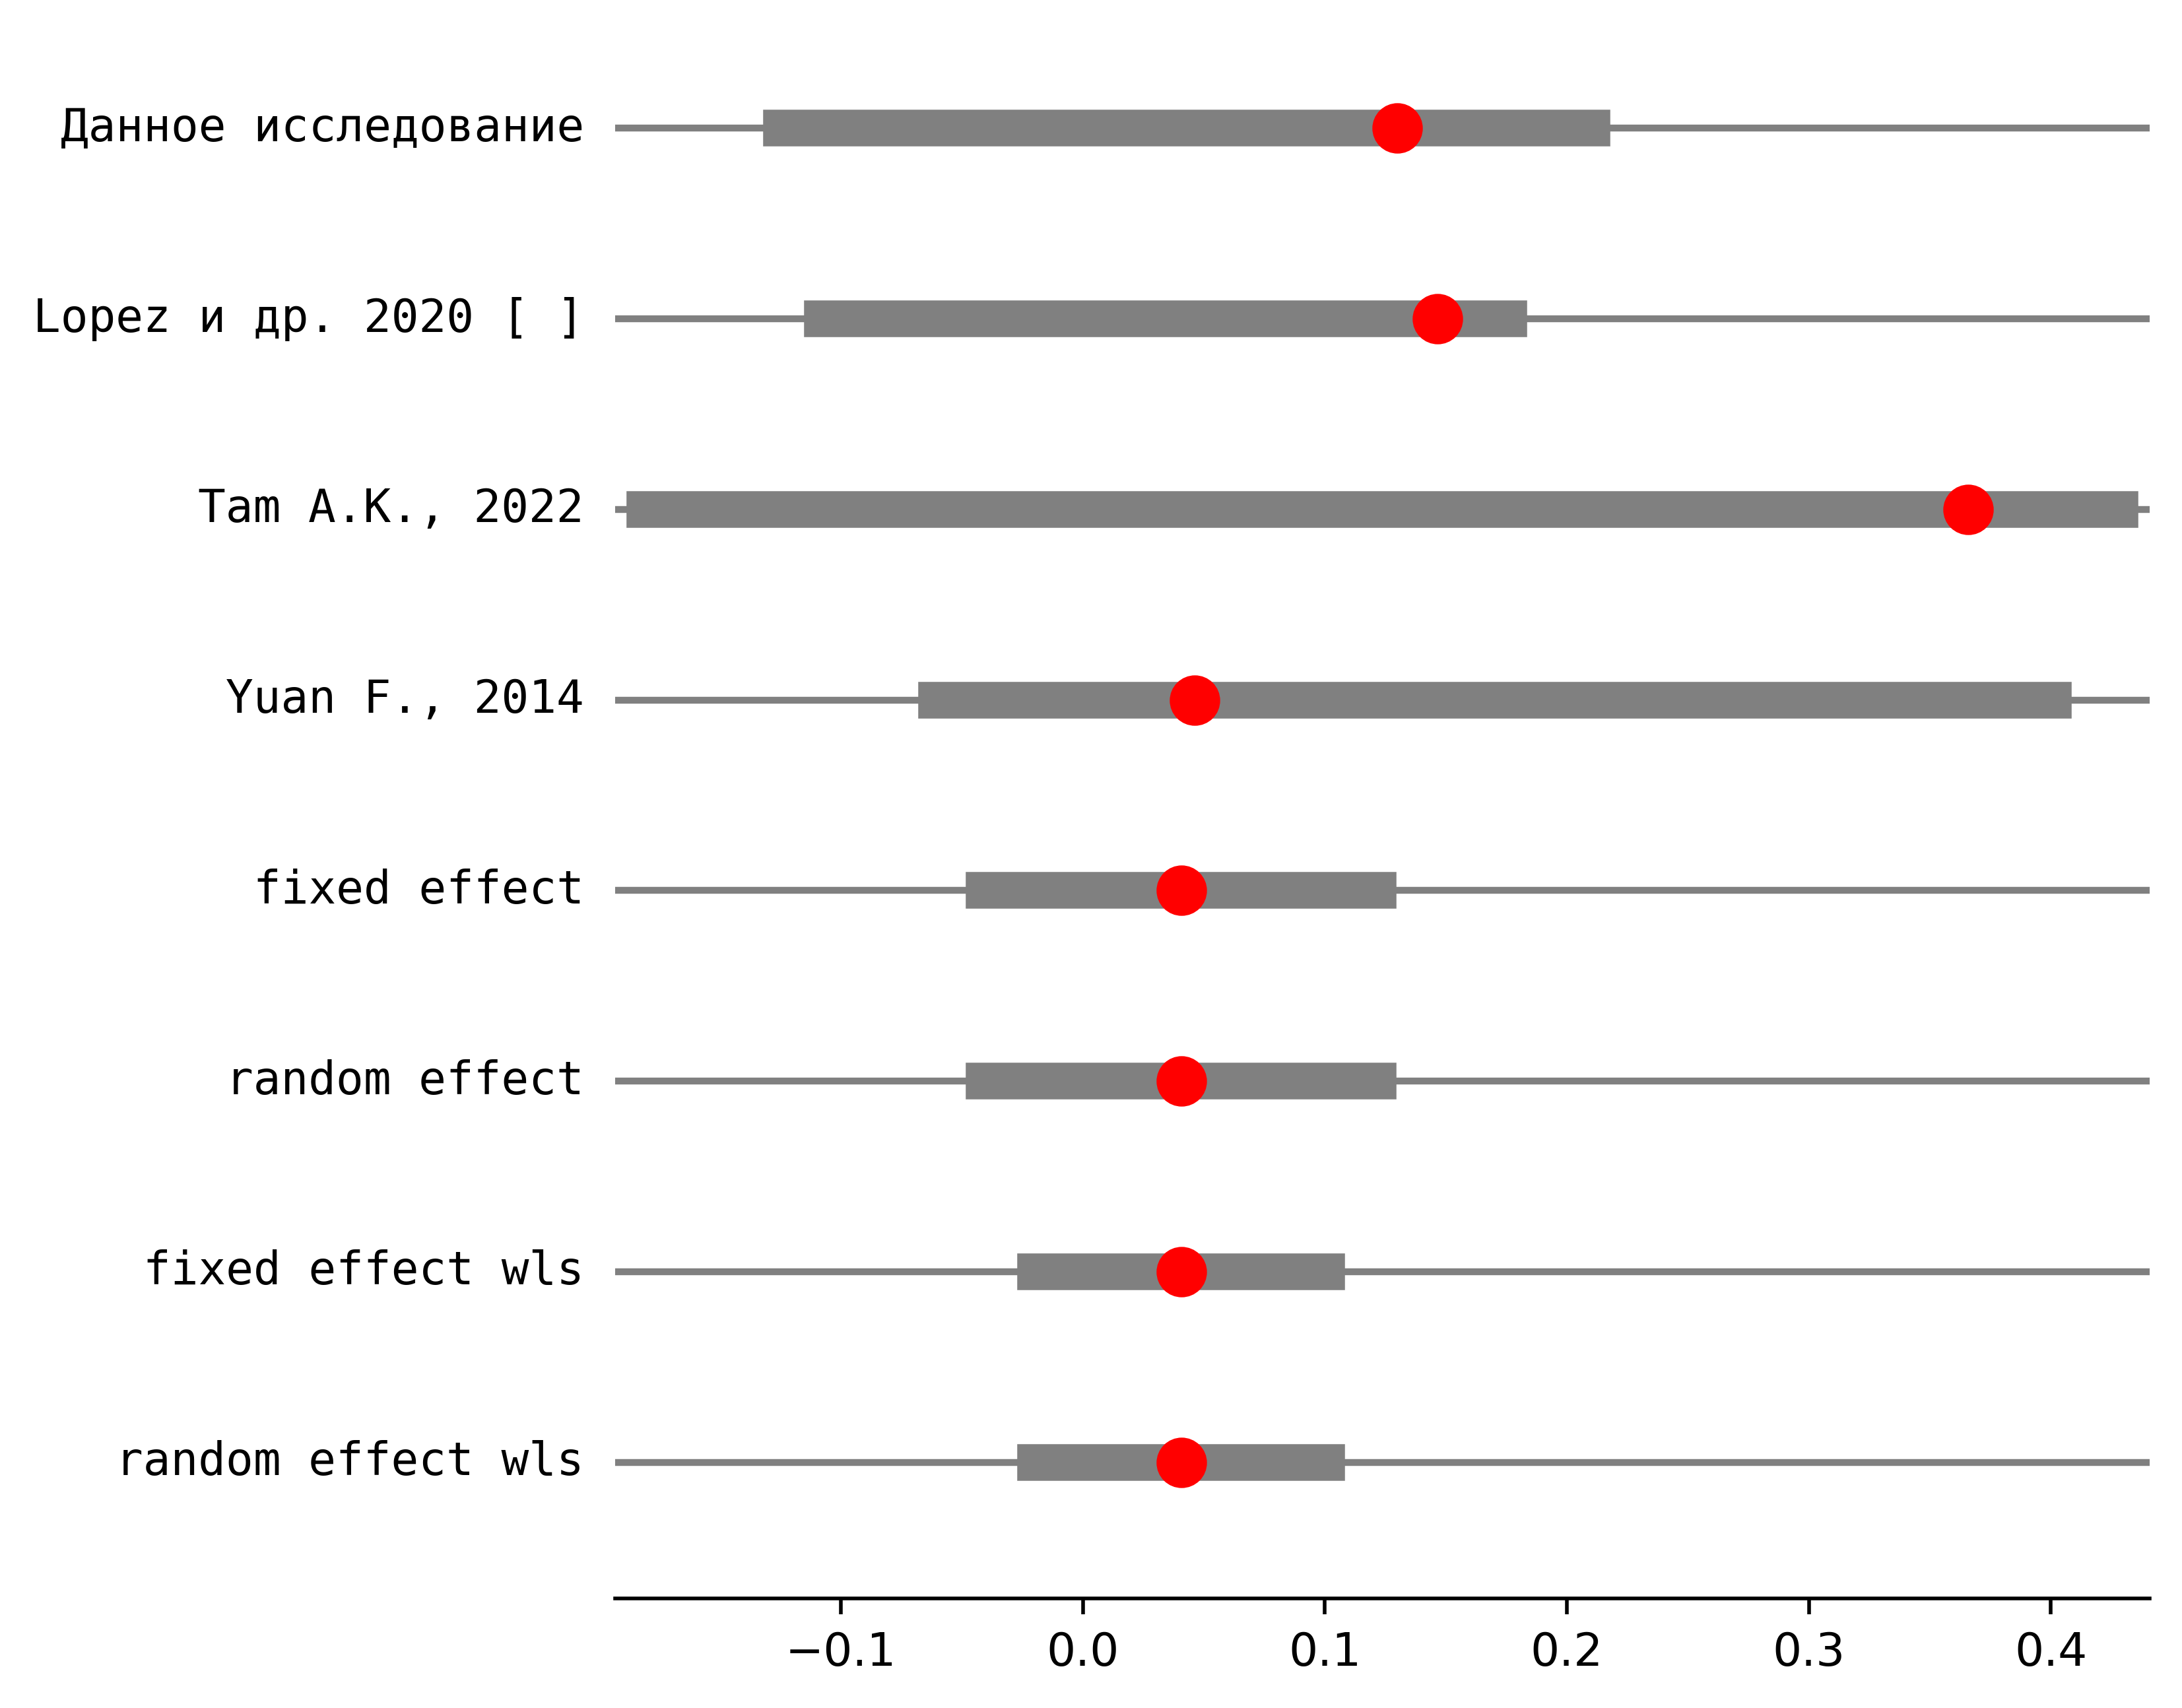 Данное исследование
Lopez и др. 2020 [ ]
Tam A.K., 2022
Yuan F., 2014
fixed effect
random effect
fixed effect wls
random effect wls
−0.1 0.0 0.1 0.2 0.3 0.4